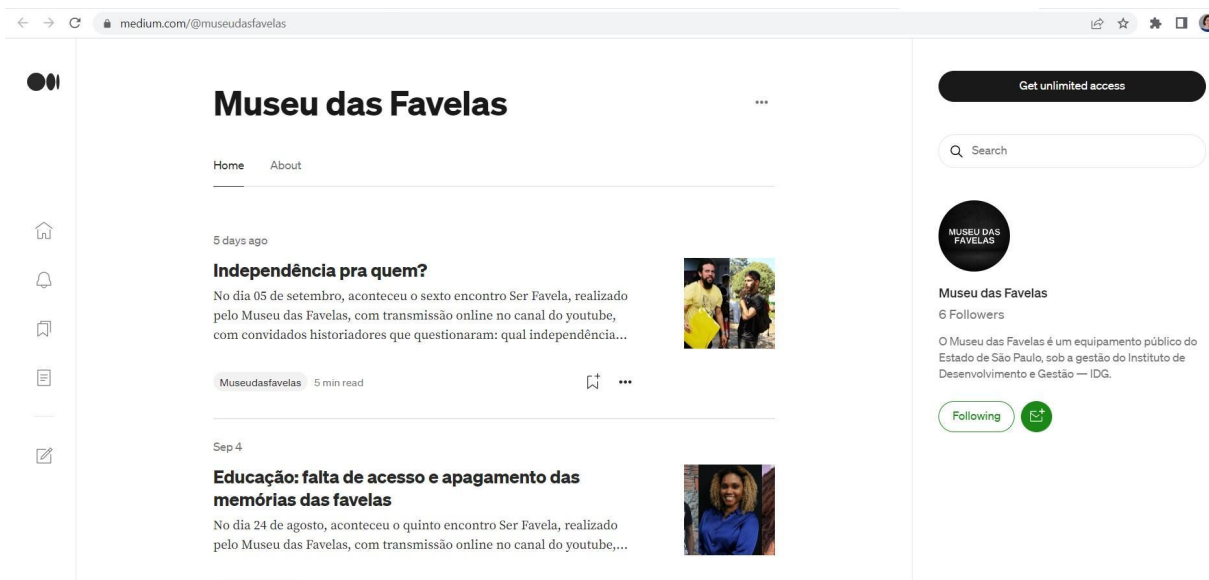 medium.com/@museudasfavelas
Museu das Favelas
Home About
5 days ago
Independência pra quem?
No dia 05 de setembro, aconteceu o sexto encontro Ser Favela, realizado
pelo Museu das Favelas, com transmissão online no canal do youtube,
com convidados historiadores que questionaram: qual independência...
Museudasfavelas 5 min read
Sep 4
Educação: falta de acesso e apagamento das
memórias das favelas
No dia 24 de agosto, aconteceu o quinto encontro Ser Favela, realizado
pelo Museu das Favelas, com transmissão online no canal do youtube,...
Get unlimited access
Search
MUSEU DAS
FAVELAS
Museu das Favelas
6 Followers
O Museu das Favelas é um equipamento público do
Estado de São Paulo, sob a gestão do Instituto de
Desenvolvimento e Gestão — IDG.
Following